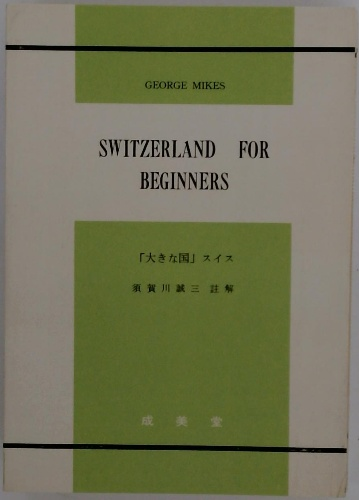 GEORGE MIKES
SWITZERLAND FOR
BEGINNERS
「大きな国」スイス
須賀川誠三 註解
成美堂